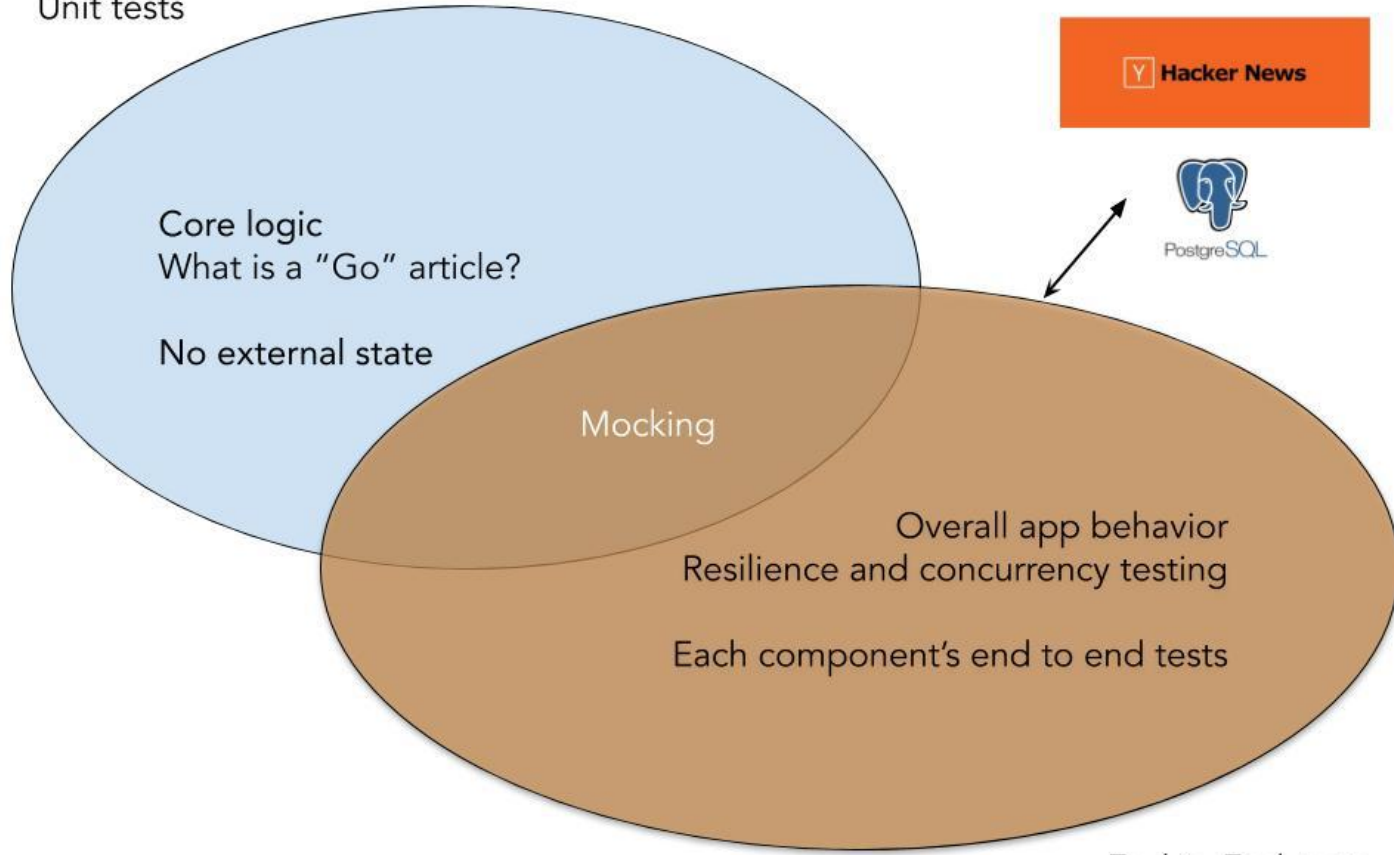 Unit tests
Y Hacker News
PostgreSQL
Core logic
What is a "Go" article?
No external state
Mocking
Overall app behavior
Resilience and concurrency testing
Each component's end to end tests